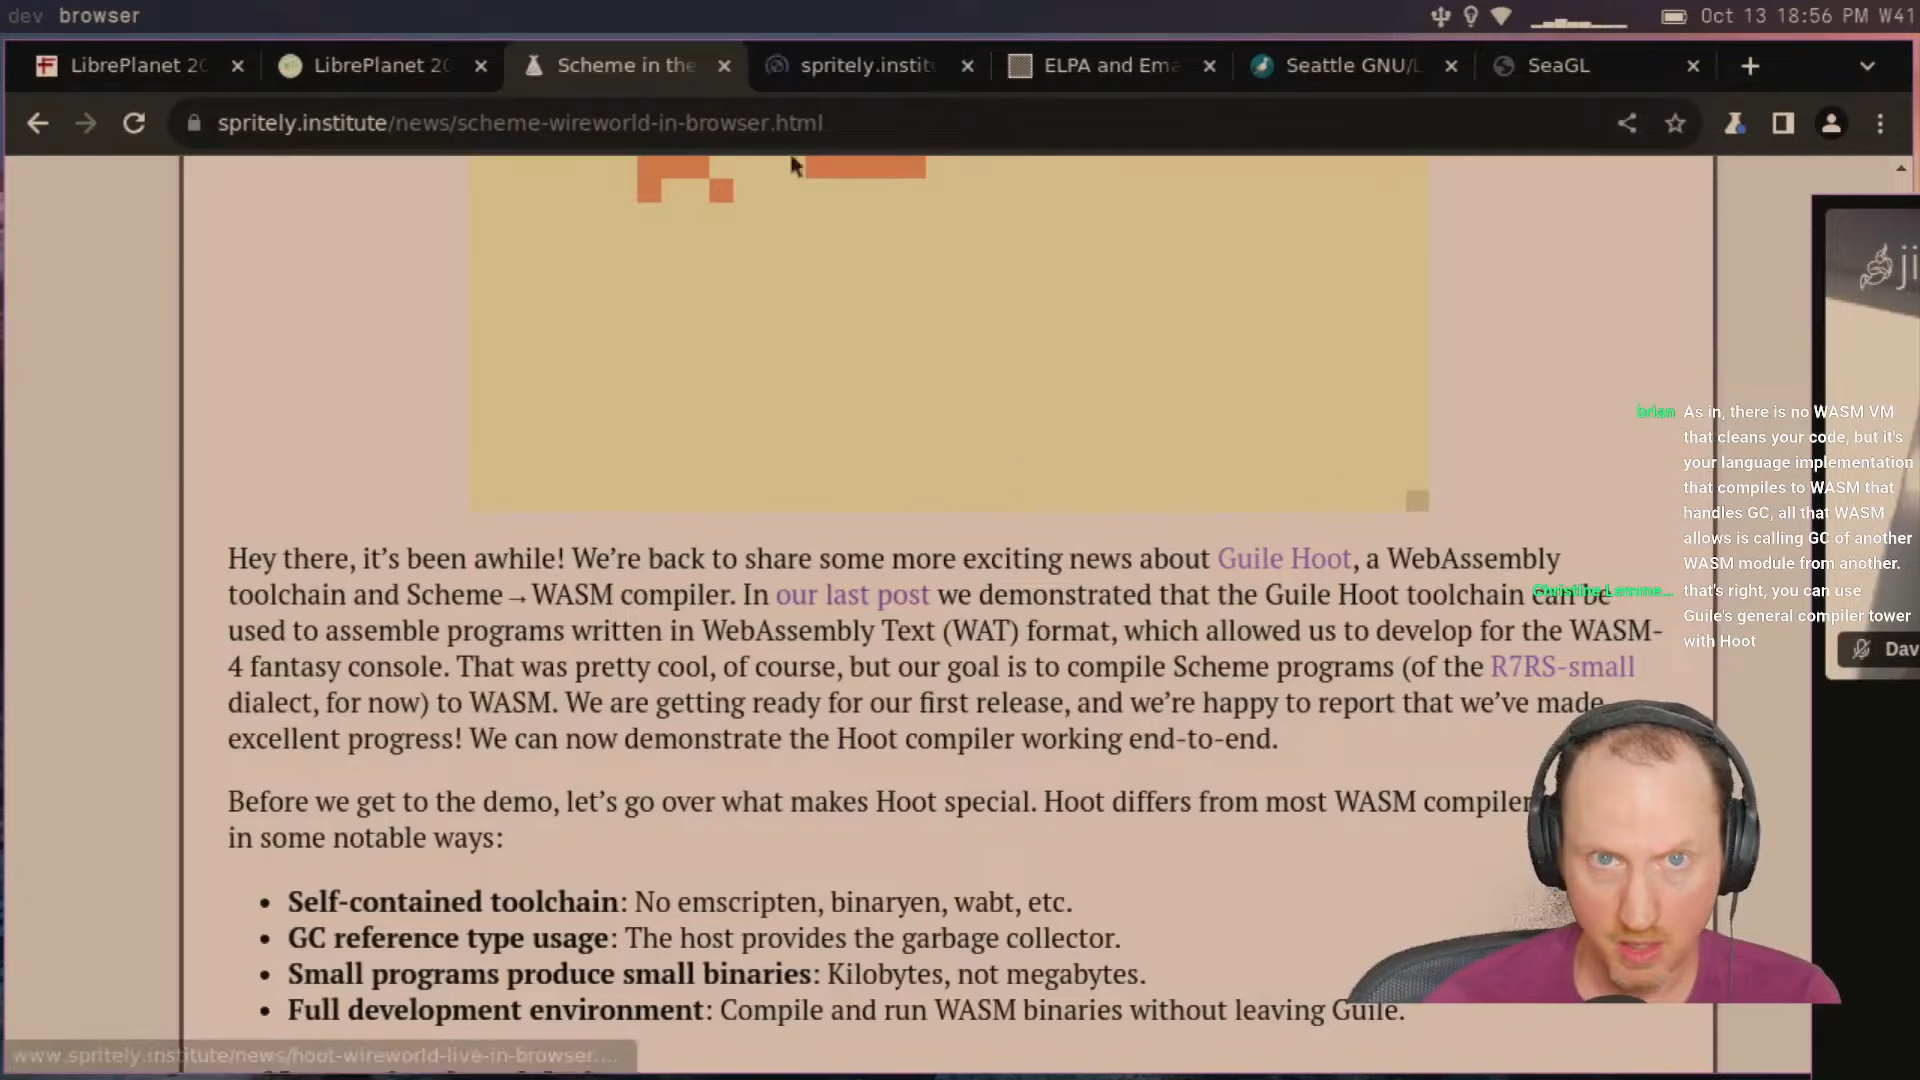 dev browser
Oct 13 18:56 PM W41
LibrePlanet 20
LibrePlanet 20
Scheme in the
spritely.instit
ELPA and Ema
Seattle GNU/L
SeaGL
spritely.institute/news/scheme-wireworld-in-browser.html
ji
brian As in, there is no WASM VM
that cleans your code, but it's
your language implementation
that compiles to WASM that
handles GC, all that WASM
allows is calling GC of another
WASM module from another.
Christine Lemme... that's right, you can use
Guile's general compiler tower
with Hoot
Dav
Hey there, it's been awhile! We're back to share some more exciting news about Guile Hoot, a WebAssembly
toolchain and Scheme→WASM compiler. In our last post we demonstrated that the Guile Hoot toolchain can be
used to assemble programs written in WebAssembly Text (WAT) format, which allowed us to develop for the WASM-
4 fantasy console. That was pretty cool, of course, but our goal is to compile Scheme programs (of the R7RS-small
dialect, for now) to WASM. We are getting ready for our first release, and we're happy to report that we've made
excellent progress! We can now demonstrate the Hoot compiler working end-to-end.
Before we get to the demo, let's go over what makes Hoot special. Hoot differs from most WASM compiler
in some notable ways:
• Self-contained toolchain: No emscripten, binaryen, wabt, etc.
• GC reference type usage: The host provides the garbage collector.
• Small programs produce small binaries: Kilobytes, not megabytes.
• Full development environment: Compile and run WASM binaries without leaving Guile.
www.spritely.institute/news/hoot-wireworld-live-in-browser....